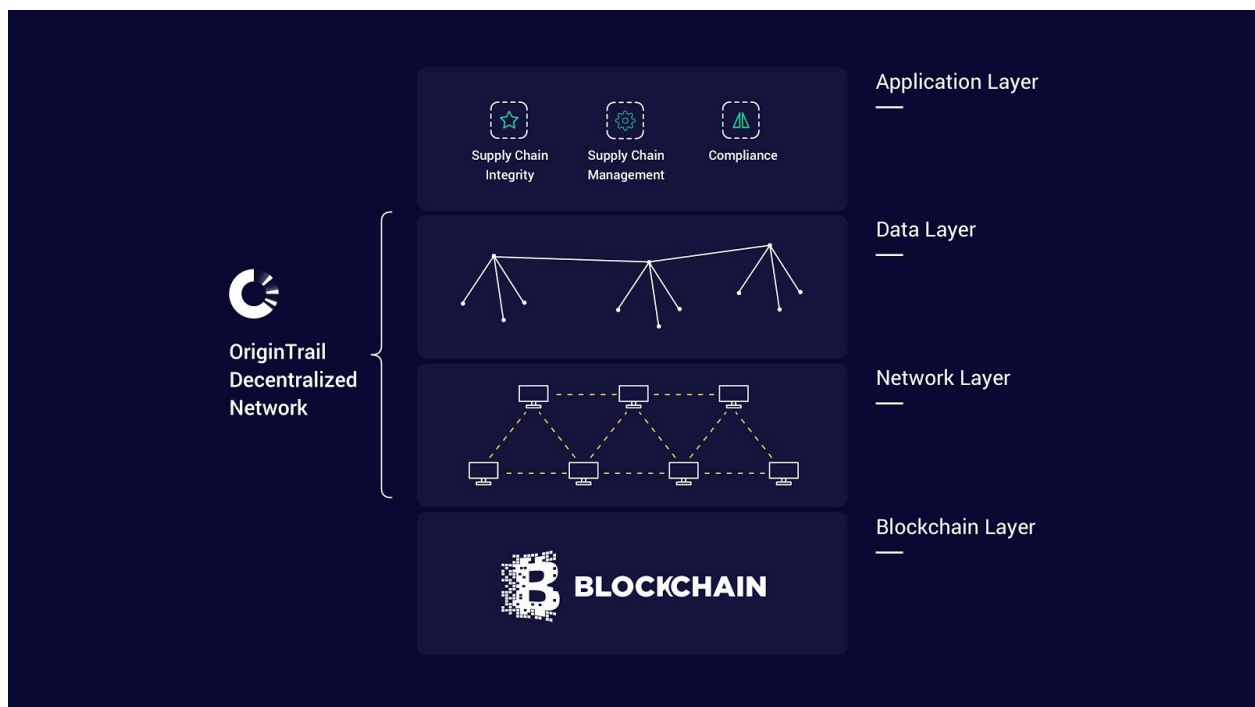 Application Layer
Supply Chain
Integrity
Supply Chain
Management
Compliance
Data Layer
OriginTrail
Decentralized
Network
Network Layer
Blockchain Layer
BLOCKCHAIN